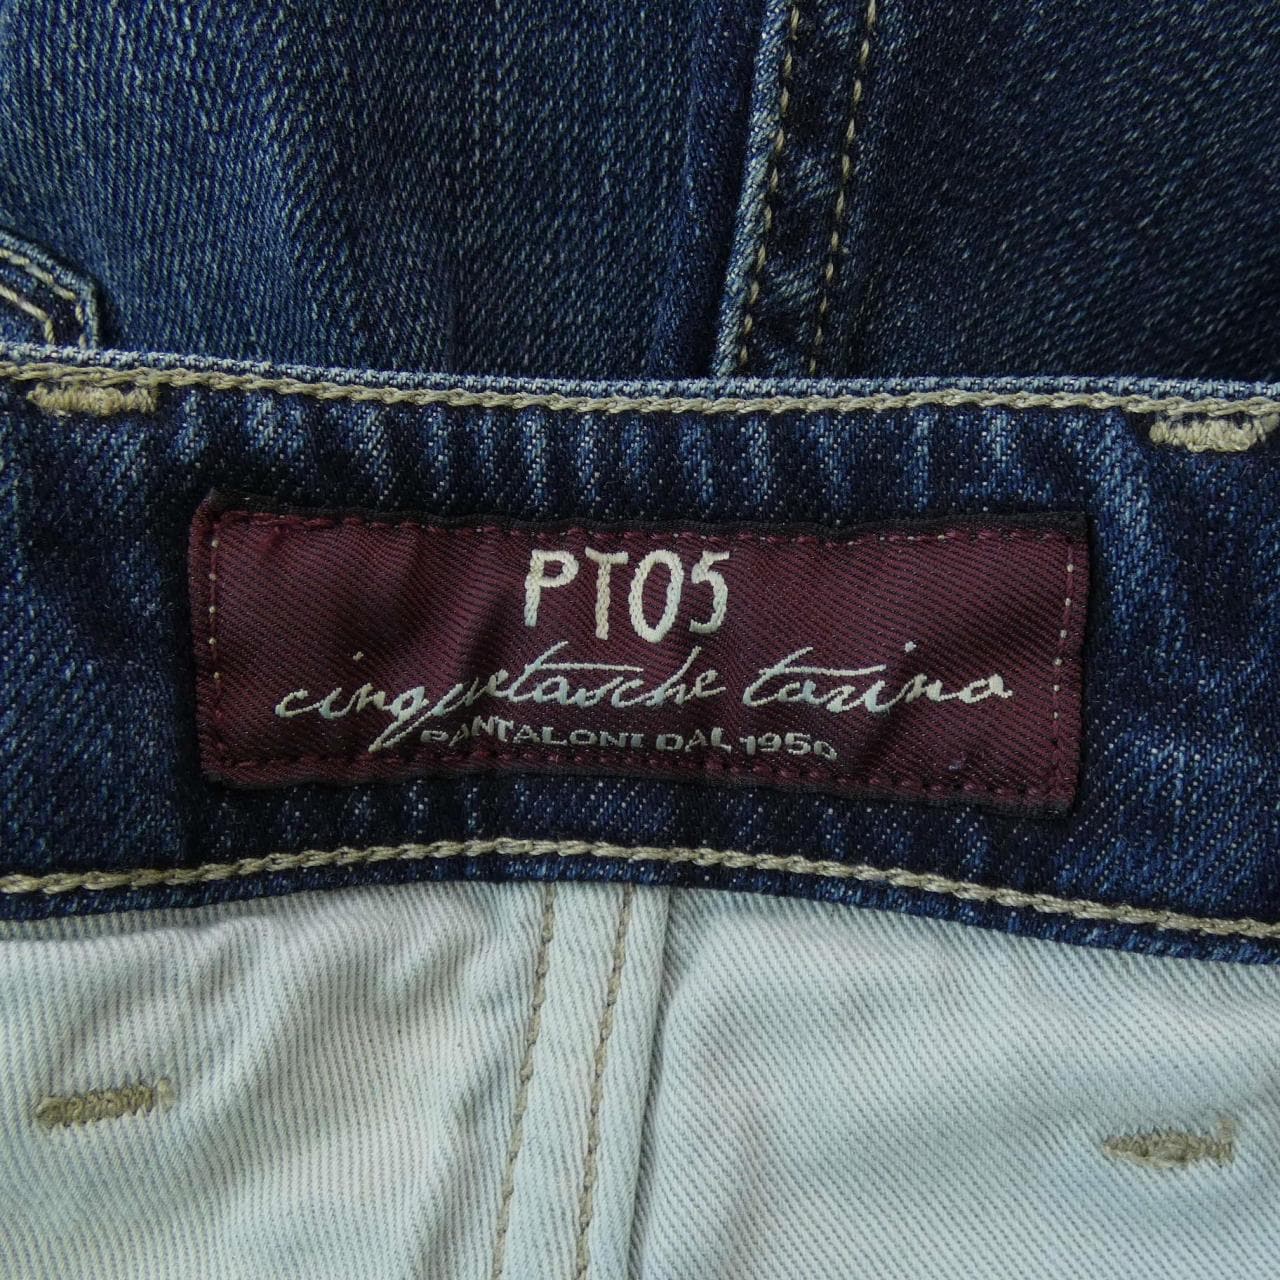 PT05
cinquetasche torino
PANTALONI DAL 1950